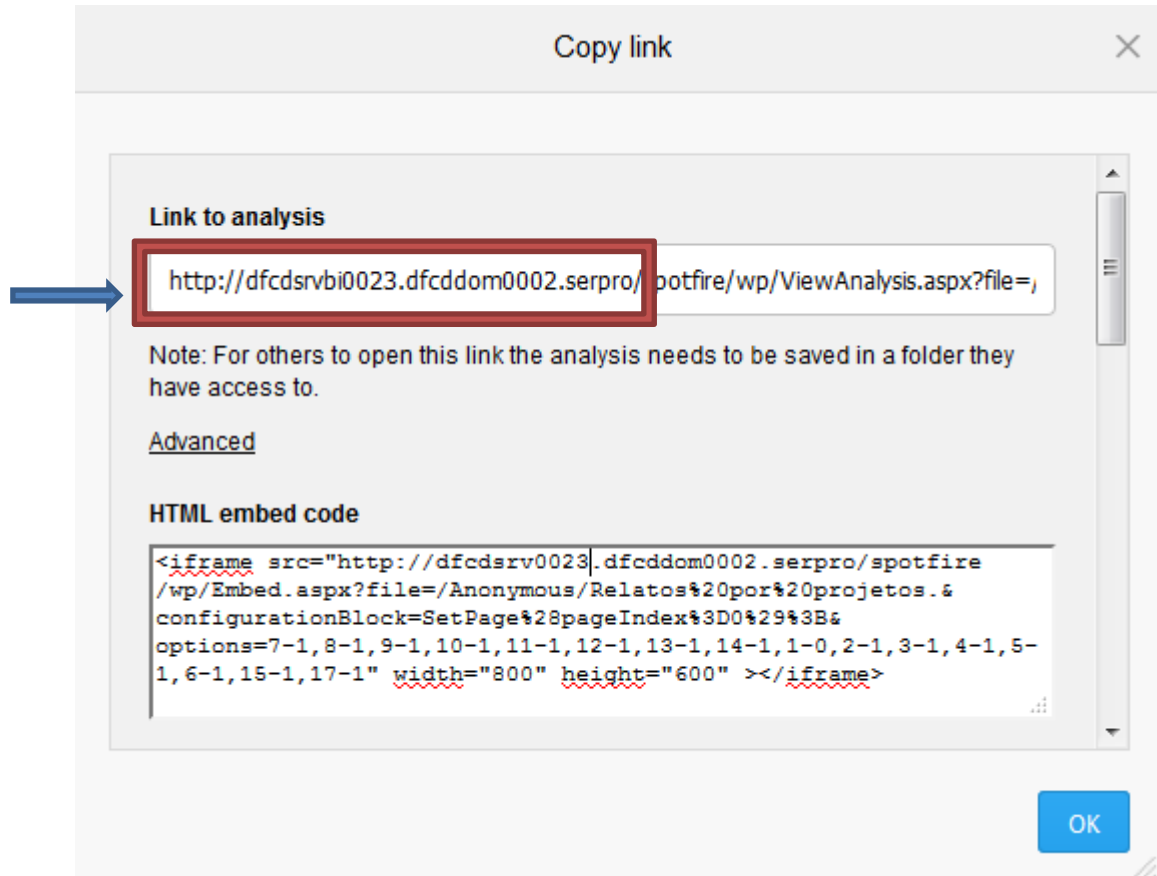 Copy link
Link to analysis
http://dfcdsrvbi0023.dfcddom0002.serpro/spotfire/wp/ViewAnalysis.aspx?file=/
Note: For others to open this link the analysis needs to be saved in a folder they
have access to.
Advanced
HTML embed code
<iframe src="http://dfcdsrv0023.dfcddom0002.serpro/spotfire
/wp/Embed.aspx?file=/Anonymous/Relatos%20por%20projetos.&
configurationBlock=SetPage%28pageIndex%3D0%29%3B&
options=7-1,8-1,9-1,10-1,11-1,12-1,13-1,14-1,1-0,2-1,3-1,4-1,5-
1,6-1,15-1,17-1" width="800" height="600" ></iframe>
OK